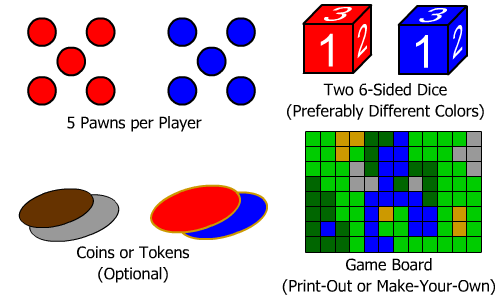 3
1 2
3
1 2
5 Pawns per Player
Two 6-Sided Dice
(Preferably Different Colors)
Coins or Tokens
(Optional)
Game Board
(Print-Out or Make-Your-Own)